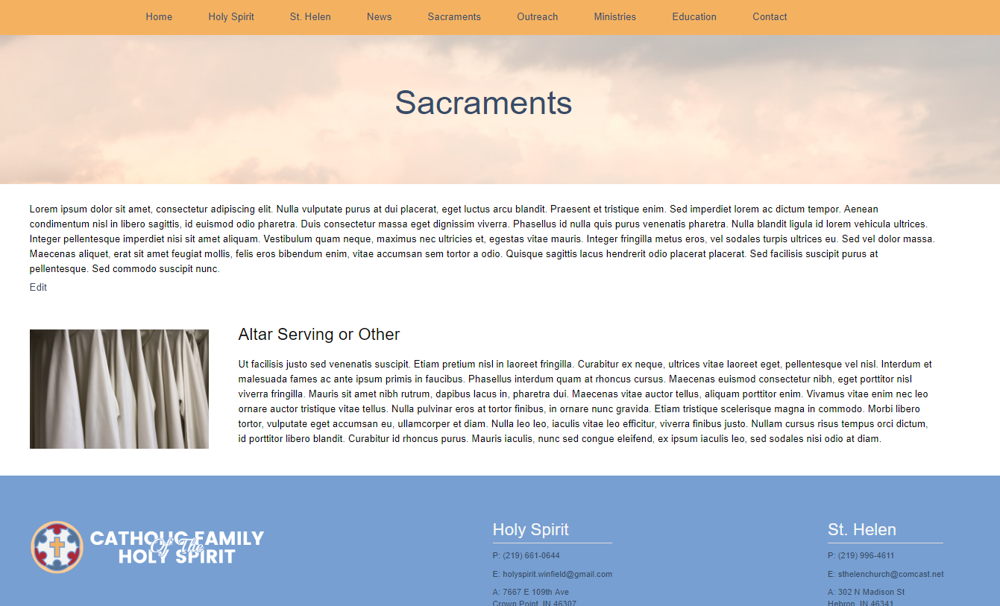 Home Holy Spirit St. Helen News Sacraments Outreach Ministries Education Contact
Sacraments
Lorem ipsum dolor sit amet, consectetur adipiscing elit. Nulla vulputate purus at dui placerat, eget luctus arcu blandit. Praesent et tristique enim. Sed imperdiet lorem ac dictum tempor. Aenean
condimentum nisl in libero sagittis, id euismod odio pharetra. Duis consectetur massa eget dignissim viverra. Phasellus id nulla quis purus venenatis pharetra. Nulla blandit ligula id lorem vehicula ultrices.
Integer pellentesque imperdiet nisi sit amet aliquam. Vestibulum quam neque, maximus nec ultricies et, egestas vitae mauris. Integer fringilla metus eros, vel sodales turpis ultrices eu. Sed vel dolor massa.
Maecenas aliquet, erat sit amet feugiat mollis, felis eros bibendum enim, vitae accumsan sem tortor a odio. Quisque sagittis lacus hendrerit odio placerat placerat. Sed facilisis suscipit purus at
pellentesque. Sed commodo suscipit nunc.
Edit
Altar Serving or Other
Ut facilisis justo sed venenatis suscipit. Etiam pretium nisl in laoreet fringilla. Curabitur ex neque, ultrices vitae laoreet eget, pellentesque vel nisl. Interdum et
malesuada fames ac ante ipsum primis in faucibus. Phasellus interdum quam at rhoncus cursus. Maecenas euismod consectetur nibh, eget porttitor nisl
viverra fringilla. Mauris sit amet nibh rutrum, dapibus lacus in, pharetra dui. Maecenas vitae auctor tellus, aliquam porttitor enim. Vivamus vitae enim nec leo
ornare auctor tristique vitae tellus. Nulla pulvinar eros at tortor finibus, in ornare nunc gravida. Etiam tristique scelerisque magna in commodo. Morbi libero
tortor, vulputate eget accumsan eu, ullamcorper et diam. Nulla leo leo, iaculis vitae leo efficitur, viverra finibus justo. Nullam cursus risus tempus orci dictum,
id porttitor libero blandit. Curabitur id rhoncus purus. Mauris iaculis, nunc sed congue eleifend, ex ipsum iaculis leo, sed sodales nisi odio at diam.
CATHOLIC FAMILY
Of The
HOLY SPIRIT
Holy Spirit
P: (219) 661-0644
E: holyspirit.winfield@gmail.com
A: 7667 E 109th Ave
Crown Point, IN 46307
St. Helen
P: (219) 996-4611
E: sthelenchurch@comcast.net
A: 302 N Madison St
Hebron, IN 46341